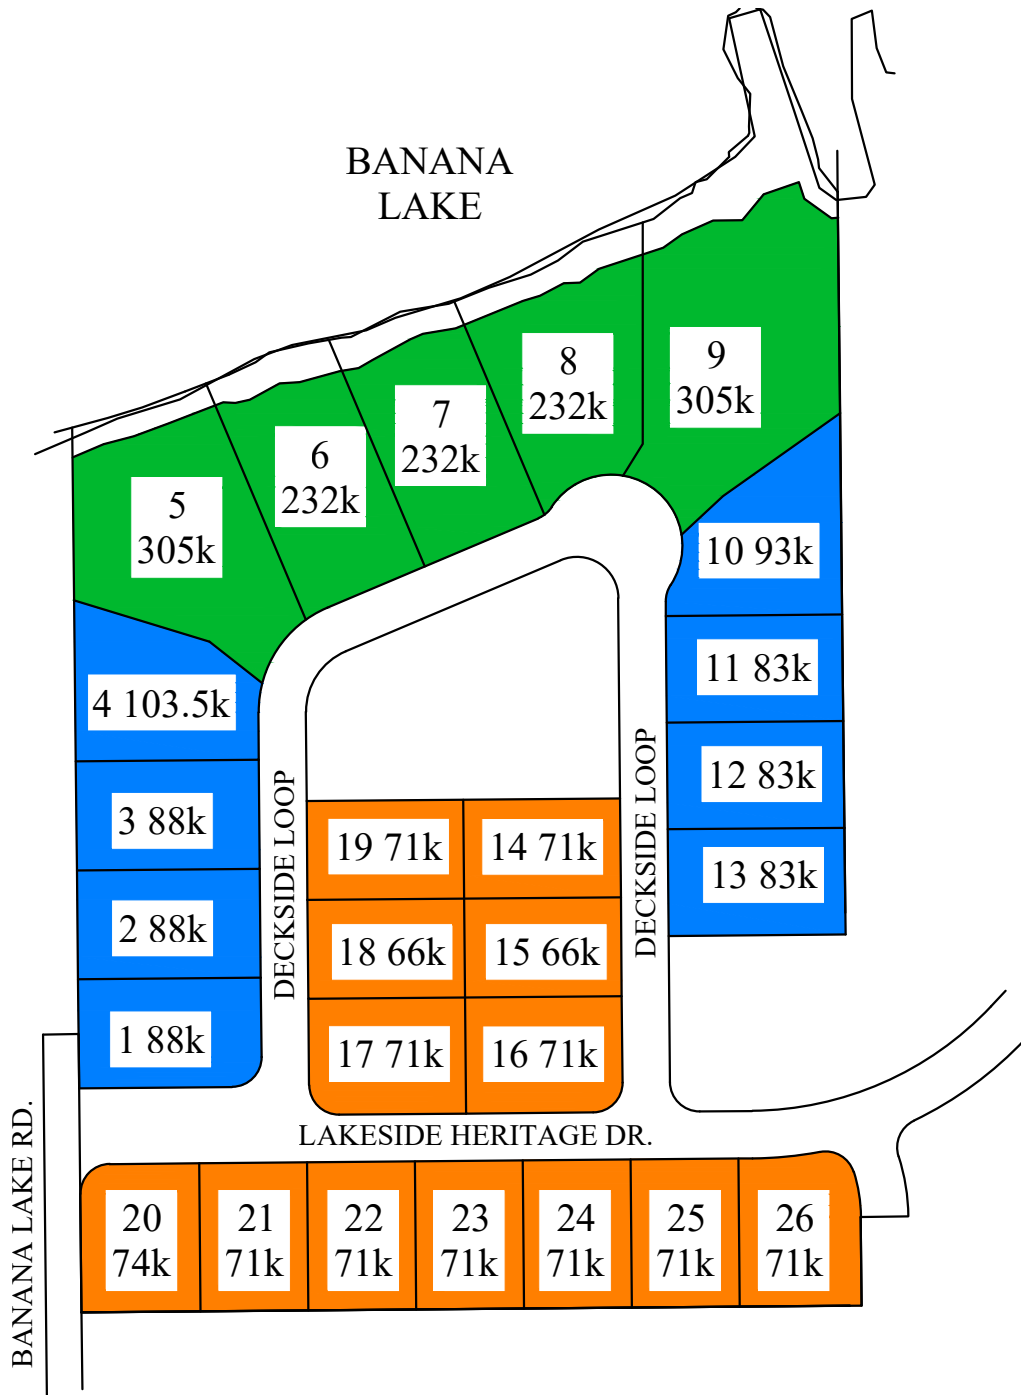 BANANA
LAKE
8
232k
9
305k
7
232k
6
232k
5
305k
10 93k
11 83k
4 103.5k
12 83k
3 88k
DECKSIDE LOOP
DECKSIDE LOOP
19 71k
14 71k
13 83k
2 88k
18 66k
15 66k
1 88k
17 71k
16 71k
LAKESIDE HERITAGE DR.
BANANA LAKE RD.
20
74k
21
71k
22
71k
23
71k
24
71k
25
71k
26
71k